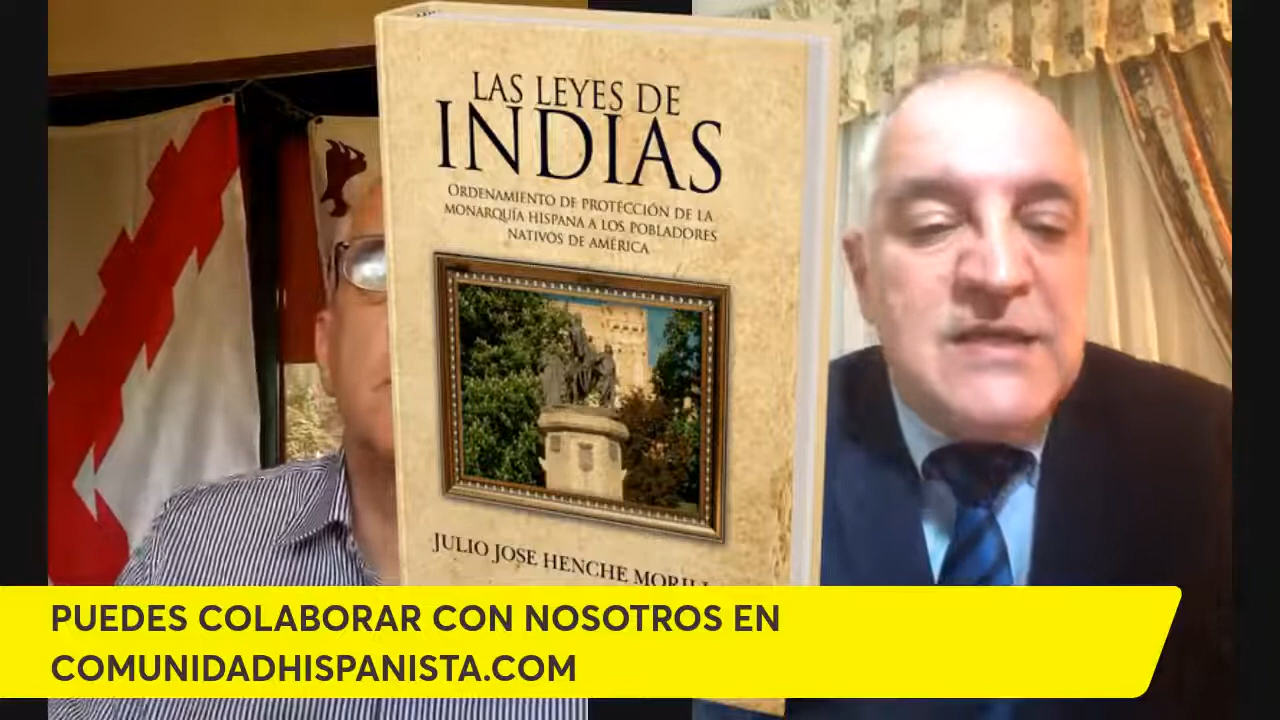 LAS LEYES DE
INDIAS
ORDENAMIENTO DE PROTECCIÓN DE LA
MONARQUÍA HISPANA A LOS POBLADORES
NATIVOS DE AMÉRICA
JULIO JOSE HENCHE
PUEDES COLABORAR CON NOSOTROS EN
COMUNIDADHISPANISTA.COM